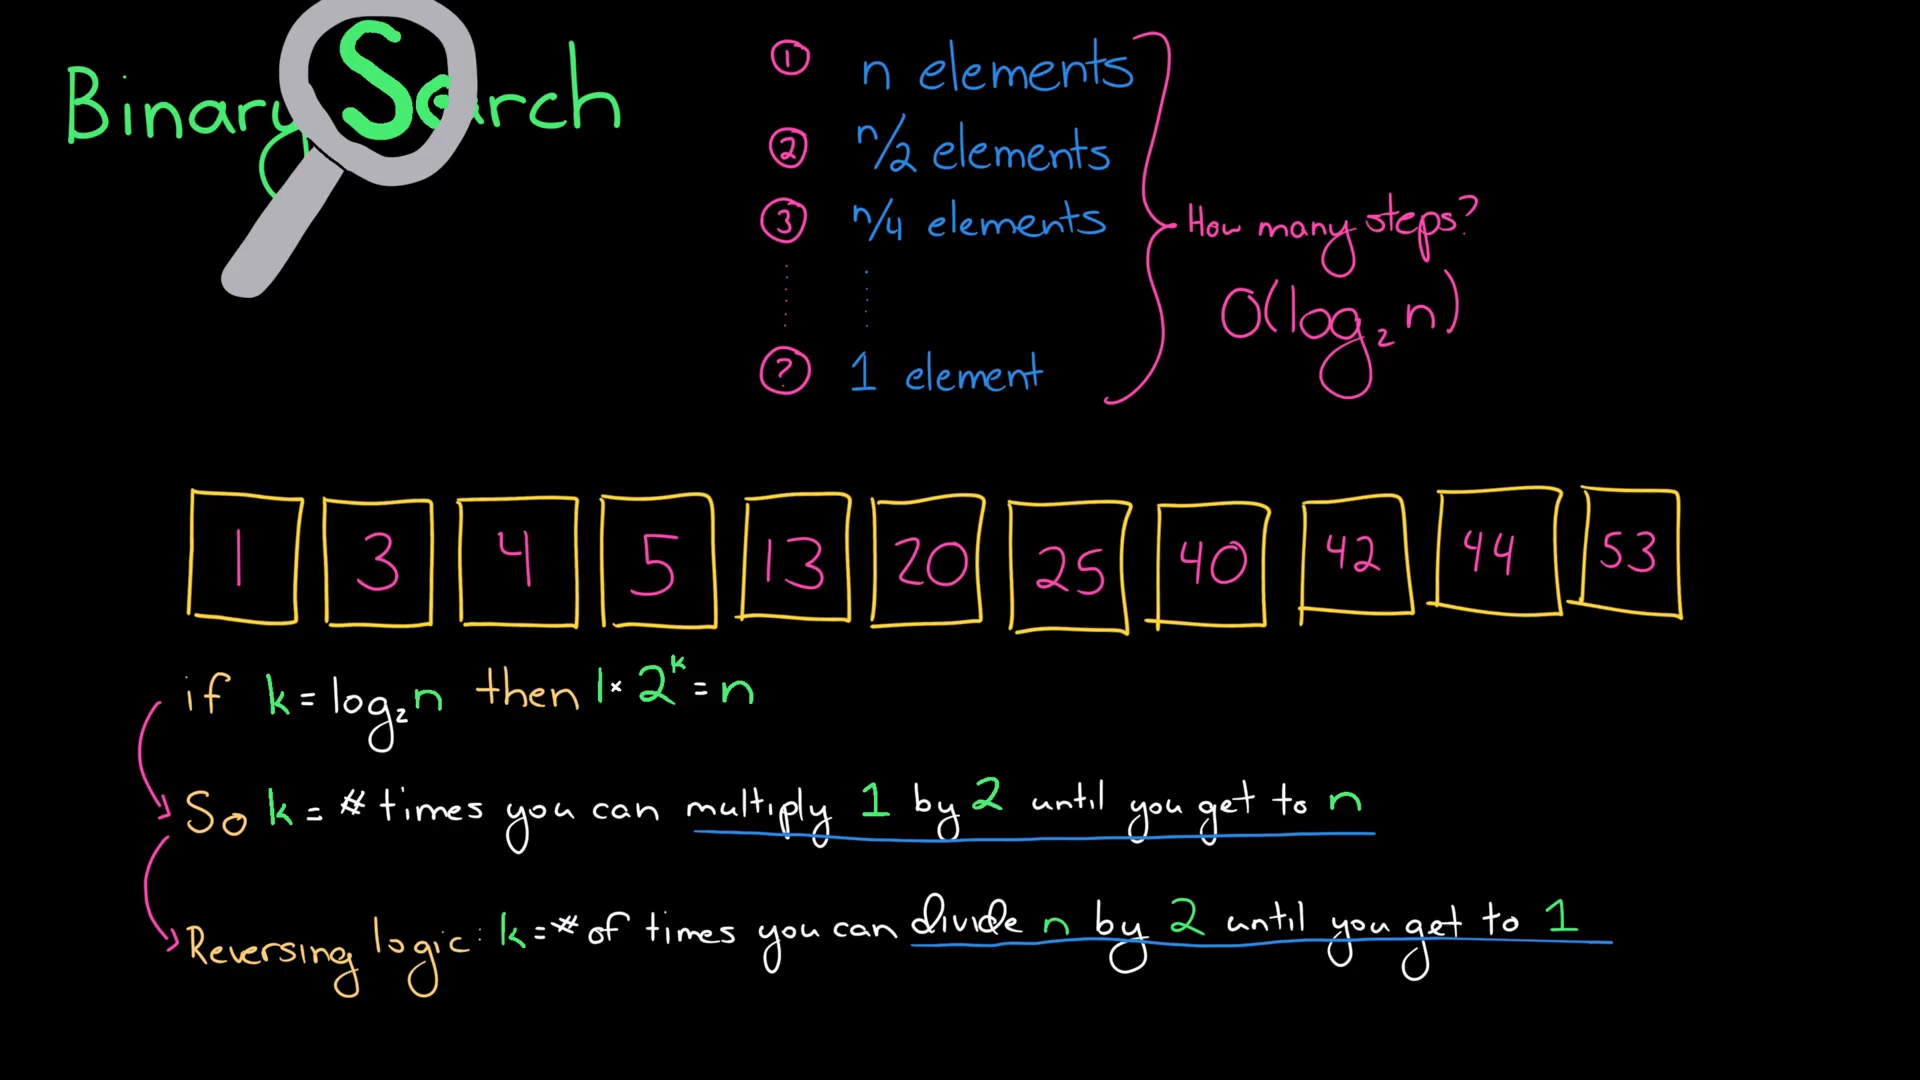 Binary Search
① n elements
② n/2 elements
③ n/4 elements
? 1 element
How many steps?
O(log₂ n)
1 3 4 5 13 20 25 40 42 44 53
if k = log₂n then 1 × 2ᵏ = n
So k = # times you can multiply 1 by 2 until you get to n
Reversing logic: k = # of times you can divide n by 2 until you get to 1